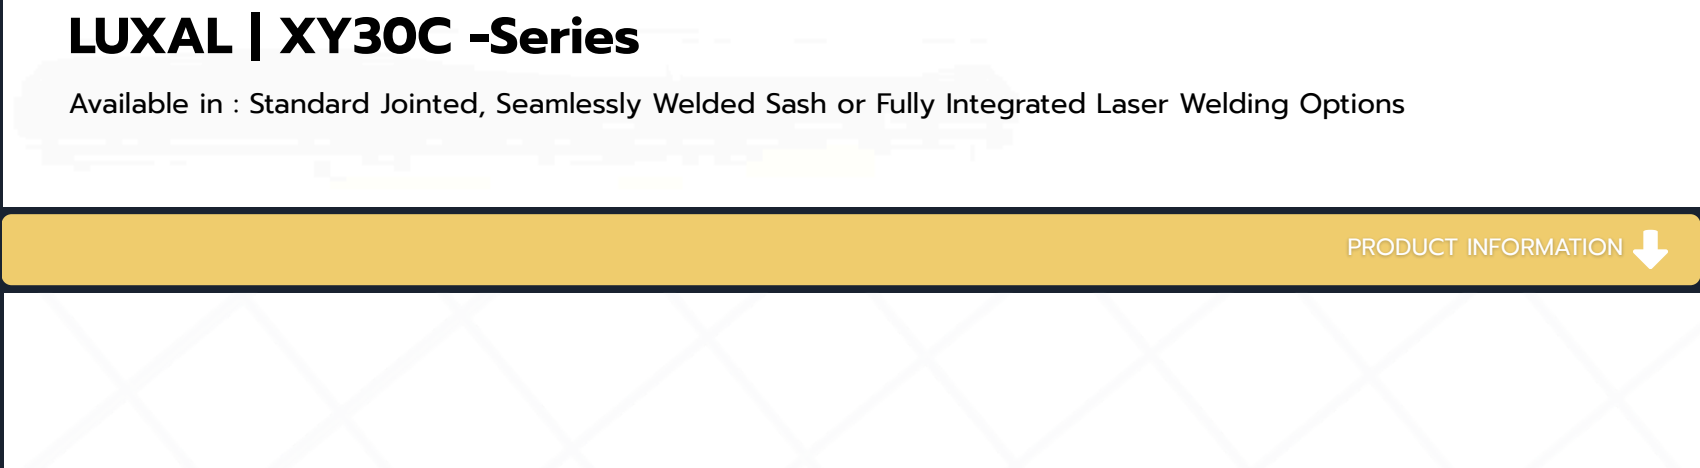 LUXAL | XY30C -Series
Available in : Standard Jointed, Seamlessly Welded Sash or Fully Integrated Laser Welding Options
PRODUCT INFORMATION